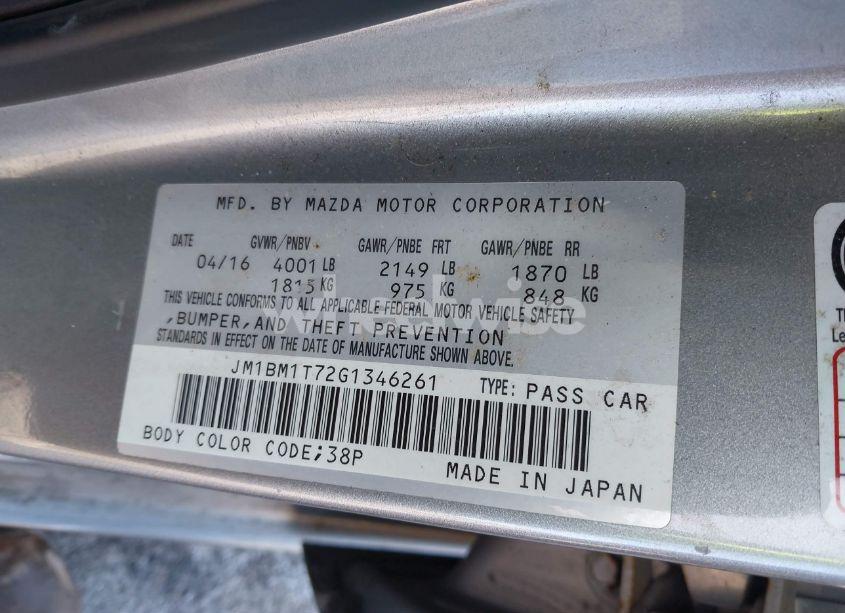 MFD. BY MAZDA MOTOR CORPORATION
DATE GVWR/PNBV GAWR/PNBE FRT GAWR/PNBE RR
04/16 4001 LB 2149 LB 1870 LB
1815 KG 975 KG 848 KG
THIS VEHICLE CONFORMS TO ALL APPLICABLE FEDERAL MOTOR VEHICLE SAFETY
,BUMPER,AND THEFT PREVENTION
STANDARDS IN EFFECT ON THE DATE OF MANUFACTURE SHOWN ABOVE.
JM1BM1T72G1346261 TYPE: PASS CAR
BODY COLOR CODE;38P
MADE IN JAPAN
wheelwise